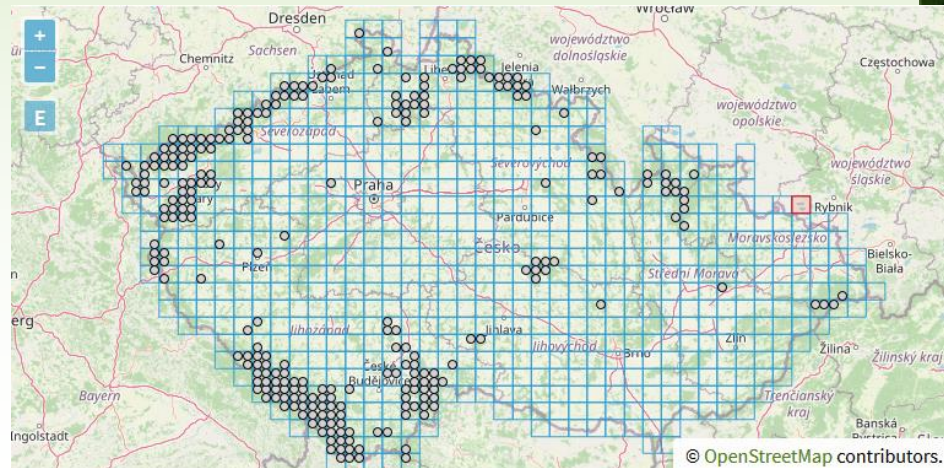 +
−
E
Dresden
Wrocław
Chemnitz
Sachsen
województwo
dolnośląskie
Częstochowa
Jelenia
Wałbrzych
województwo
opolskie
Severozápad
Severovýchod
województwo
śląskie
Praha
Pardubice
Rybnik
Česko
Moravskoslezsko
Bielsko-
Biała
Plzeň
Střední Morava
erg
Jihozápad
Jihlava
Jihovýchod
Brno
Zlín
Žilina
Žilinský kraj
České
Budějovice
Bayern
Trenčiansky
kraj
Ingolstadt
Banská
© OpenStreetMap contributors.